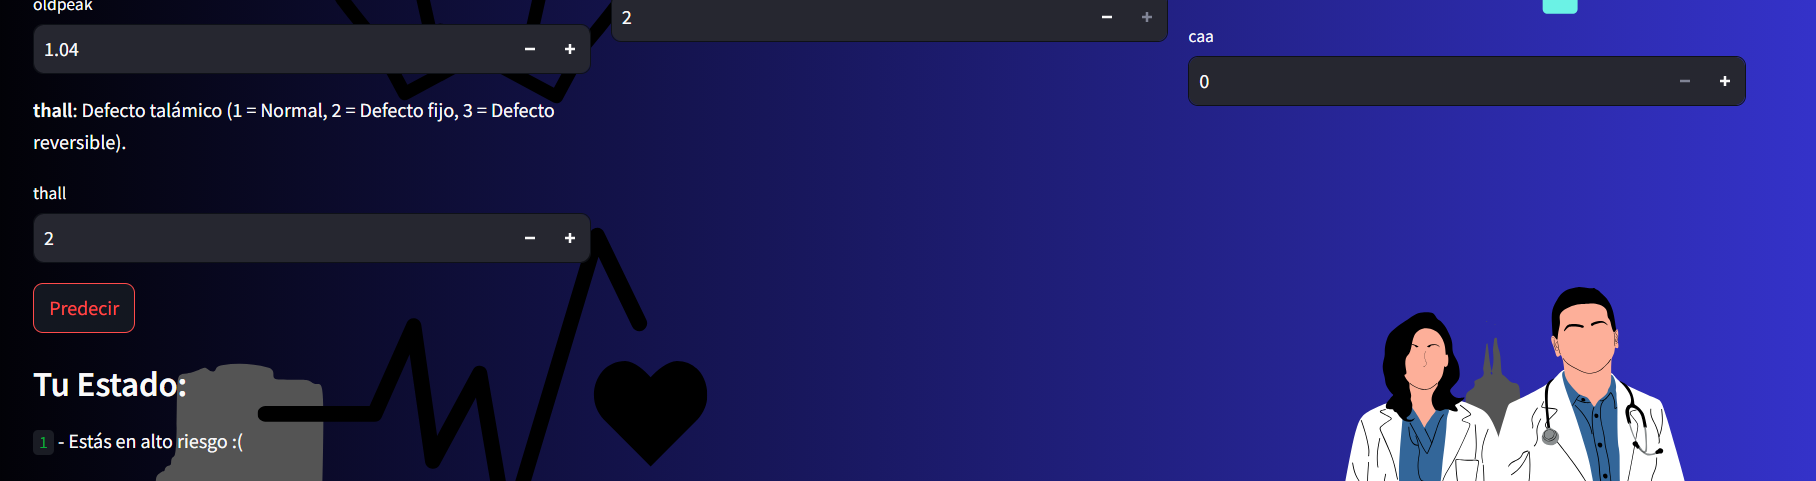 oldpeak
1.04
2
caa
0
thall: Defecto talámico (1 = Normal, 2 = Defecto fijo, 3 = Defecto
reversible).
thall
2
Predecir
Tu Estado:
1 - Estás en alto riesgo :(